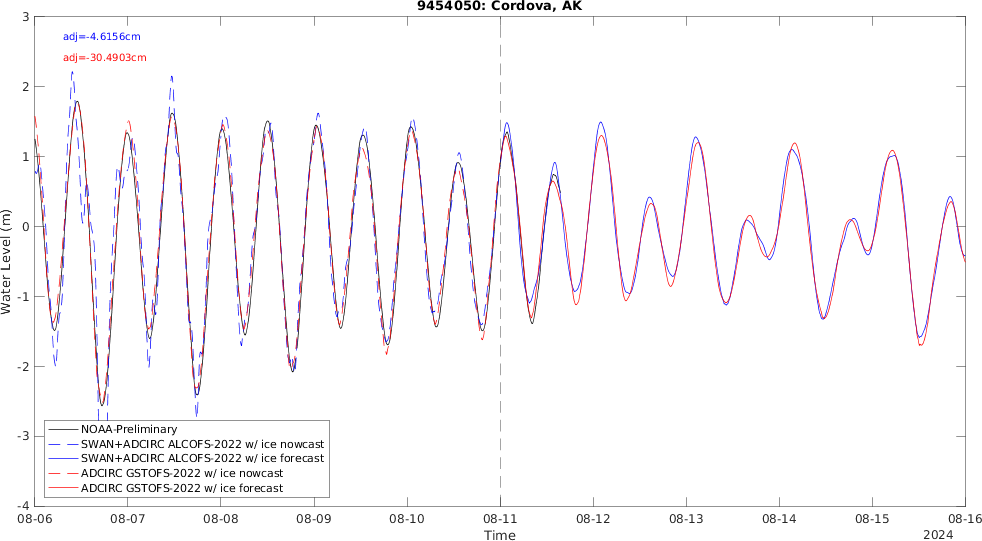 9454050: Cordova, AK
adj=-4.6156cm
adj=-30.4903cm
3
2
1
0
-1
-2
-3
-4
Water Level (m)
NOAA-Preliminary
SWAN+ADCIRC ALCOFS-2022 w/ ice nowcast
SWAN+ADCIRC ALCOFS-2022 w/ ice forecast
ADCIRC GSTOFS-2022 w/ ice nowcast
ADCIRC GSTOFS-2022 w/ ice forecast
08-06 08-07 08-08 08-09 08-10 08-11 08-12 08-13 08-14 08-15 08-16
Time
2024